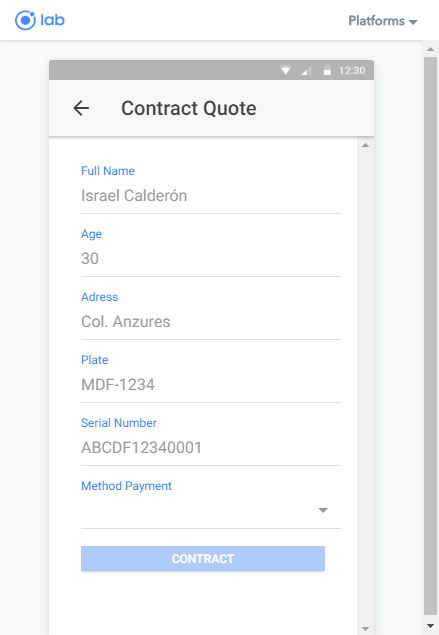 lab
Platforms
12:30
Contract Quote
Full Name
Israel Calderón
Age
30
Adress
Col. Anzures
Plate
MDF-1234
Serial Number
ABCDF12340001
Method Payment
CONTRACT